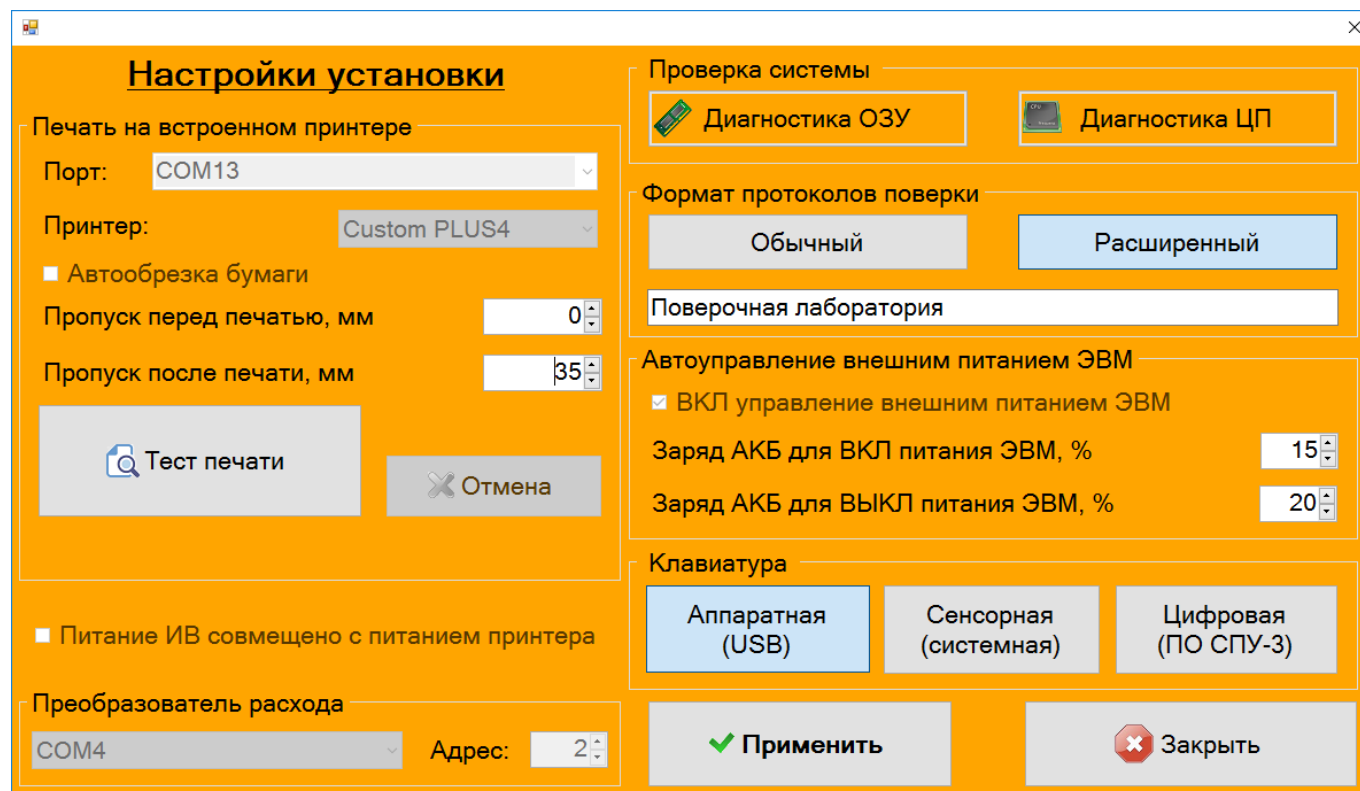 Настройки установки
Печать на встроенном принтере
Порт: COM13
Принтер: Custom PLUS4
Автообрезка бумаги
Пропуск перед печатью, мм 0
Пропуск после печати, мм 35
Тест печати
Отмена
Питание ИВ совмещено с питанием принтера
Преобразователь расхода
COM4 Адрес: 2
Проверка системы
Диагностика ОЗУ Диагностика ЦП
Формат протоколов поверки
Обычный Расширенный
Поверочная лаборатория
Автоуправление внешним питанием ЭВМ
ВКЛ управление внешним питанием ЭВМ
Заряд АКБ для ВКЛ питания ЭВМ, % 15
Заряд АКБ для ВЫКЛ питания ЭВМ, % 20
Клавиатура
Аппаратная
(USB)
Сенсорная
(системная)
Цифровая
(ПО СПУ-3)
Применить Закрыть